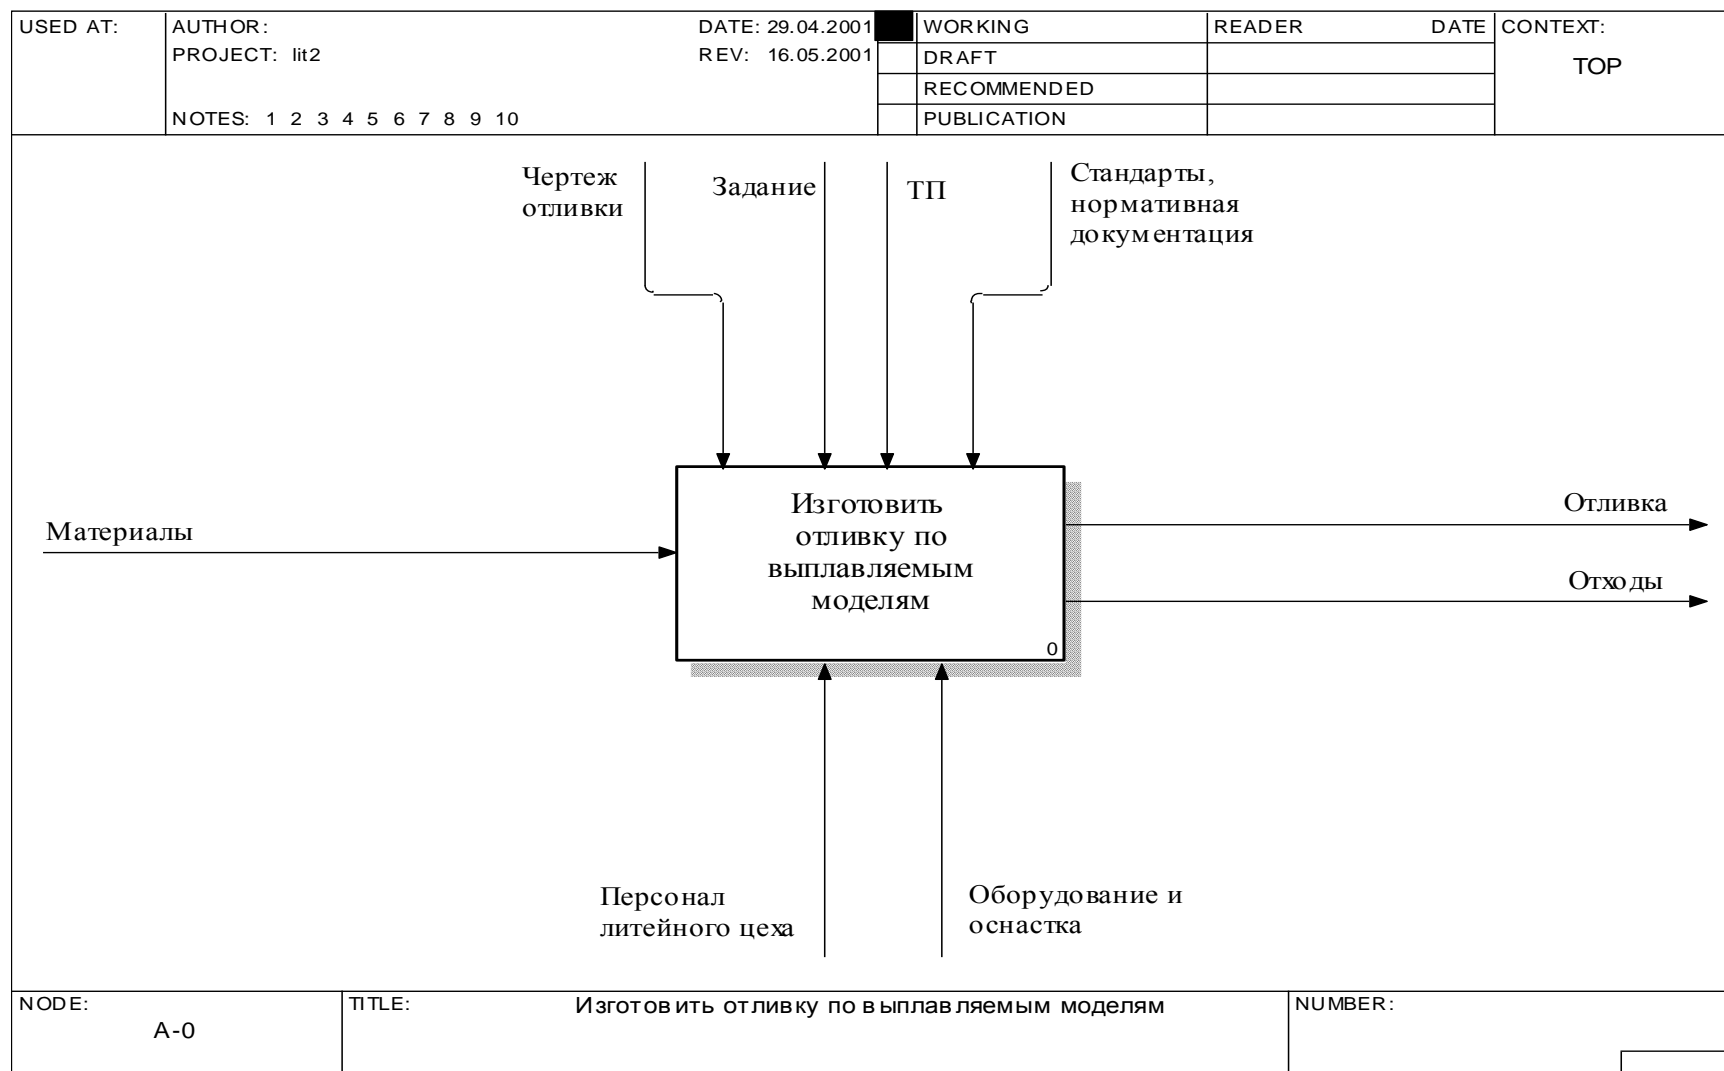 USED AT:
AUTHOR:
DATE: 29.04.2001
WORKING
READER
DATE
CONTEXT:
PROJECT: lit2
REV: 16.05.2001
DRAFT
TOP
RECOMMENDED
NOTES: 1 2 3 4 5 6 7 8 9 10
PUBLICATION
Чертеж
отливки
Задание
ТП
Стандарты,
нормативная
документация
Материалы
Изготовить
отливку по
выплавляемым
моделям
0
Отливка
Отходы
Персонал
литейного цеха
Оборудование и
оснастка
NODE:
A-0
TITLE:
Изготовить отливку по выплавляемым моделям
NUMBER: